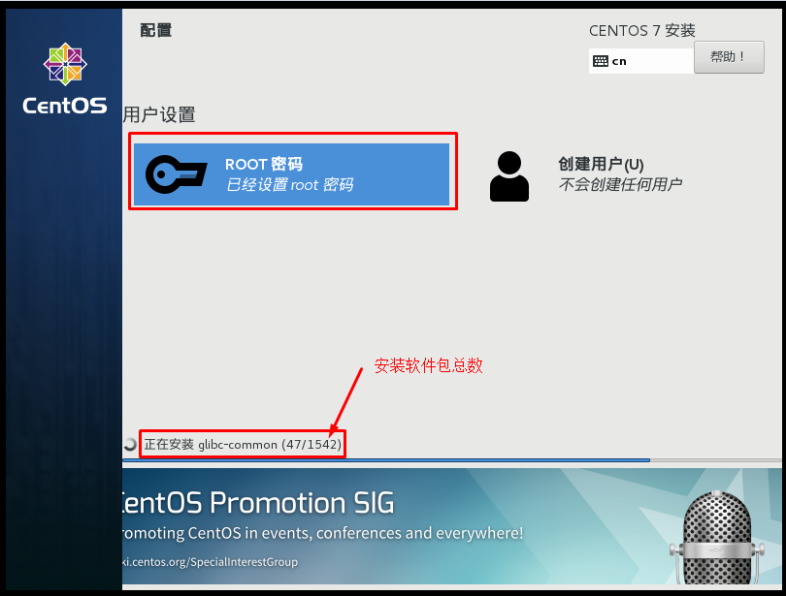 配置
CENTOS 7 安装
cn
帮助！
CentOS
用户设置
ROOT 密码
已经设置 root 密码
创建用户(U)
不会创建任何用户
安装软件包总数
正在安装 glibc-common (47/1542)
CentOS Promotion SIG
romoting CentOS in events, conferences and everywhere!
ki.centos.org/SpecialInterestGroup